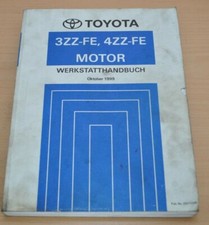 TOYOTA
3ZZ-FE, 4ZZ-FE
MOTOR
WERKSTATTHANDBUCH
Oktober 1999